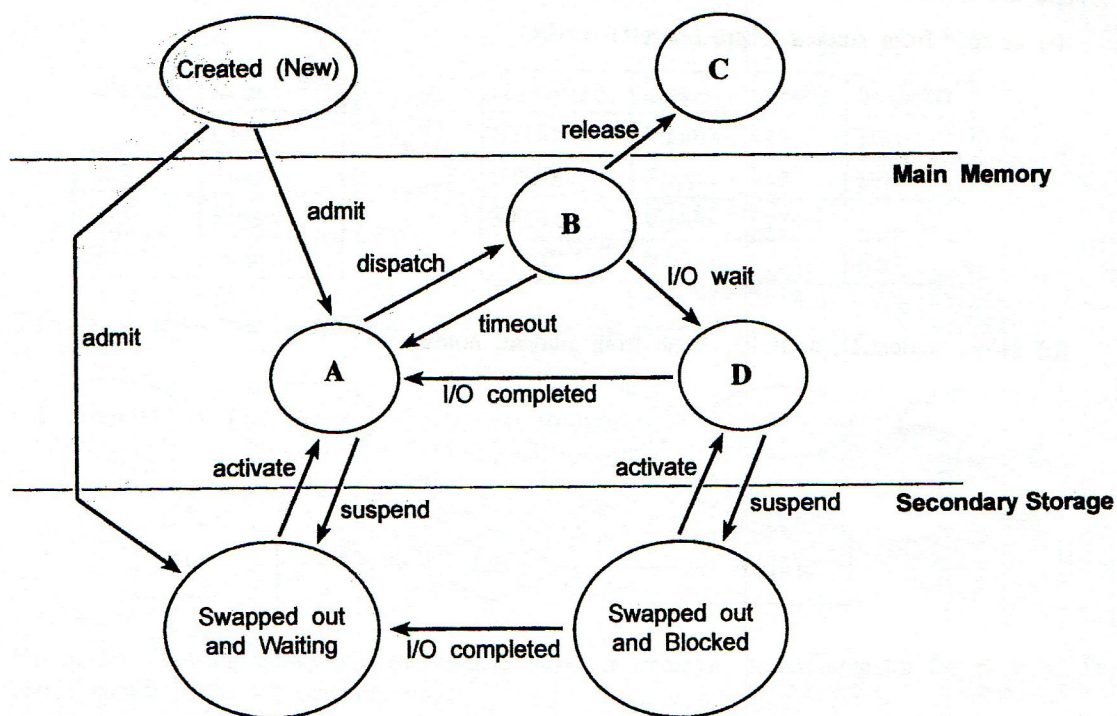 Created (New)
C
release
Main Memory
admit
B
dispatch
I/O wait
admit
timeout
A
D
I/O completed
activate
suspend
activate
suspend
Secondary Storage
Swapped out
and Waiting
I/O completed
Swapped out
and Blocked